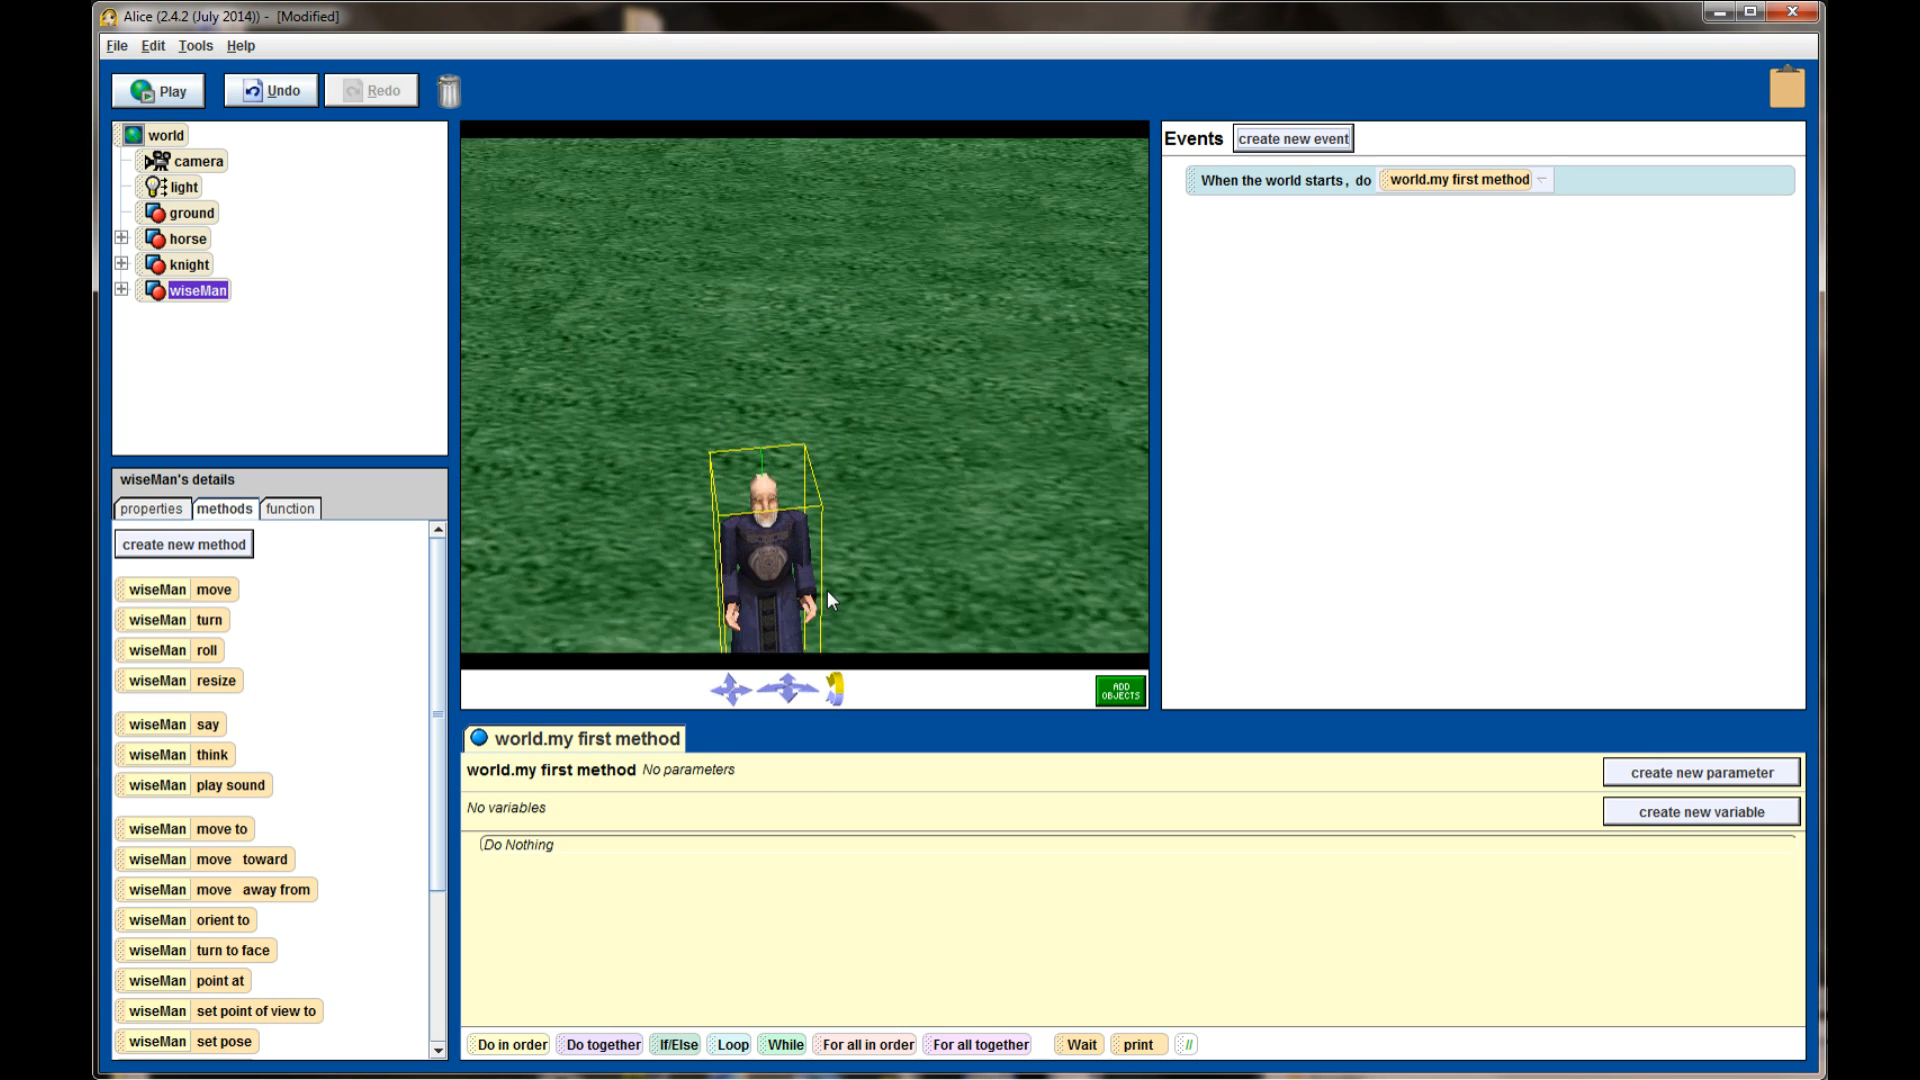 Alice (2.4.2 (July 2014)) - [Modified]
File Edit Tools Help
Play Undo Redo
world
camera
light
ground
horse
knight
wiseMan
Events create new event
When the world starts, do world.my first method
wiseMan's details
properties methods function
create new method
wiseMan move
wiseMan turn
wiseMan roll
wiseMan resize
wiseMan say
wiseMan think
wiseMan play sound
wiseMan move to
wiseMan move toward
wiseMan move away from
wiseMan orient to
wiseMan turn to face
wiseMan point at
wiseMan set point of view to
wiseMan set pose
ADD
OBJECTS
world.my first method
world.my first method No parameters
create new parameter
No variables
create new variable
Do Nothing
Do in order Do together If/Else Loop While For all in order For all together Wait print //